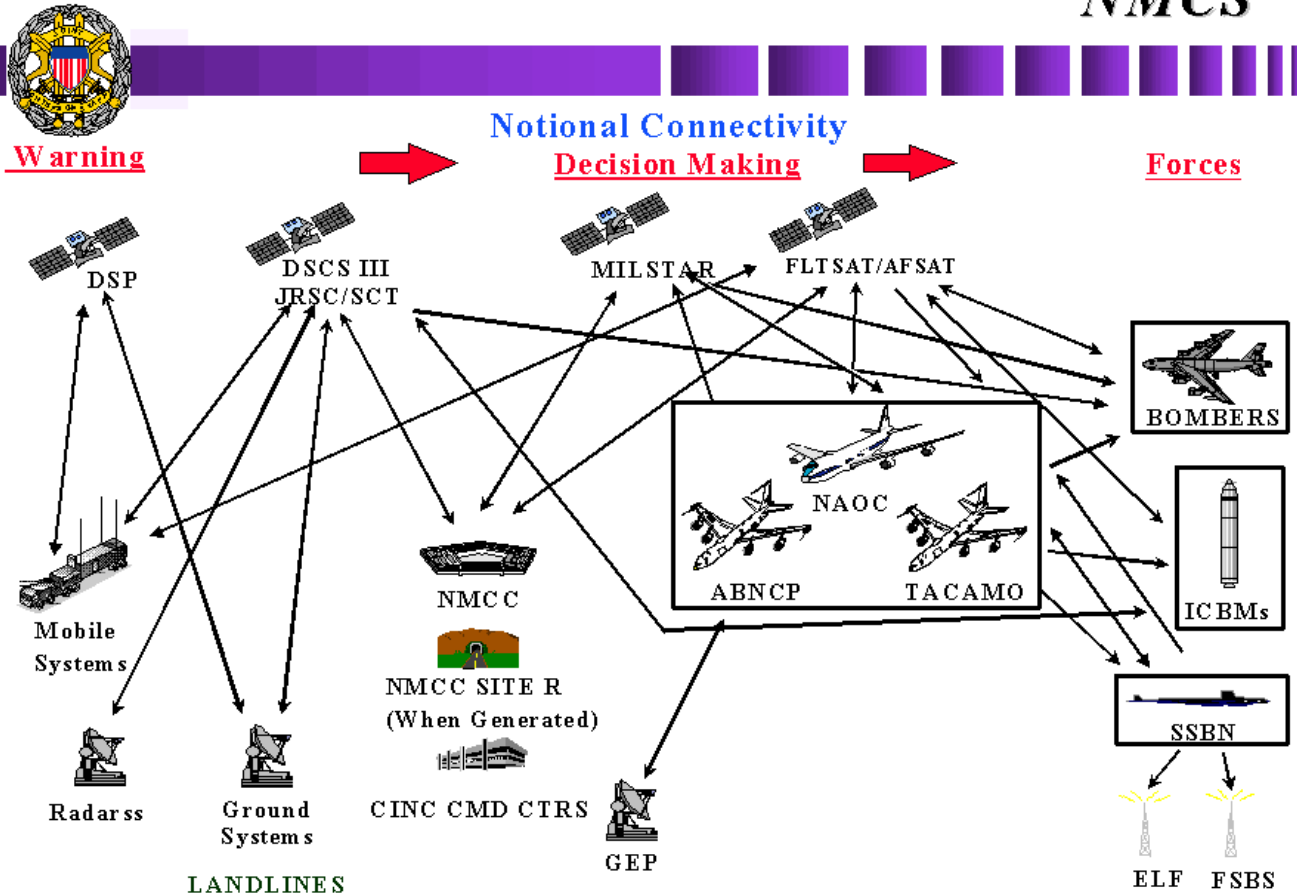 NMCS
Notional Connectivity
Warning
Decision Making
Forces
DSP
DSCS III
JRSC/SCT
MILSTAR
FLTSAT/AFSAT
BOMBERS
NAOC
ABNCP
TACAMO
ICBMs
Mobile
Systems
NMCC
NMCC SITE R
(When Generated)
SSBN
Radarss
Ground
Systems
CINC CMD CTRS
GEP
ELF
FSBS
LANDLINES